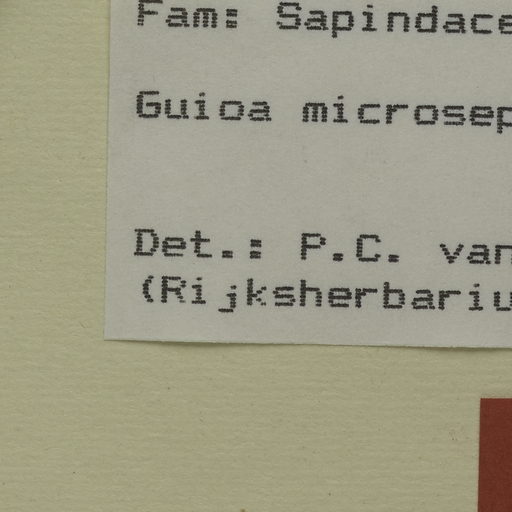 Fam: Sapindace
Guioa microsep
Det.: P.C. van
(Rijksherbariu